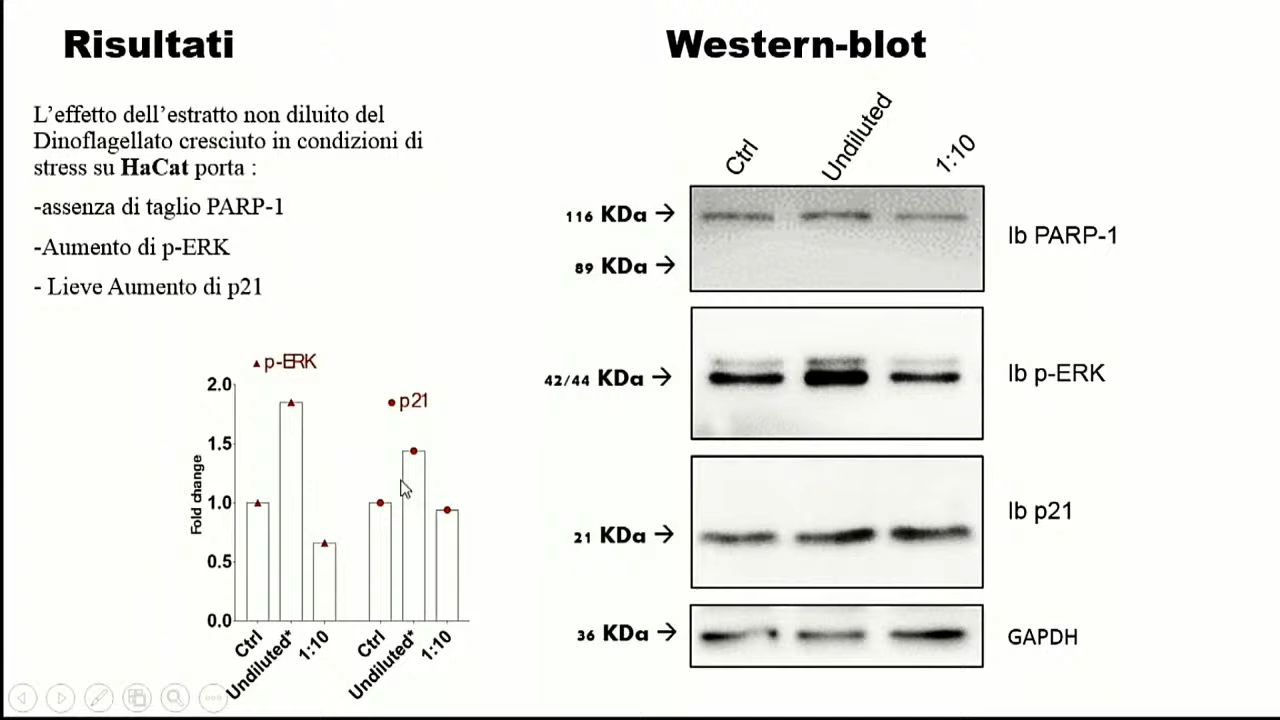 Risultati
Western-blot
L’effetto dell’estratto non diluito del
Dinoflagellato cresciuto in condizioni di
stress su HaCat porta :
-assenza di taglio PARP-1
-Aumento di p-ERK
- Lieve Aumento di p21
p-ERK
p21
2.0
1.5
1.0
0.5
0.0
Fold change
Ctrl
Undiluted*
1:10
Ctrl
Undiluted*
1:10
Ctrl
Undiluted
1:10
116 KDa →
89 KDa →
Ib PARP-1
42/44 KDa →
Ib p-ERK
21 KDa →
Ib p21
36 KDa →
GAPDH